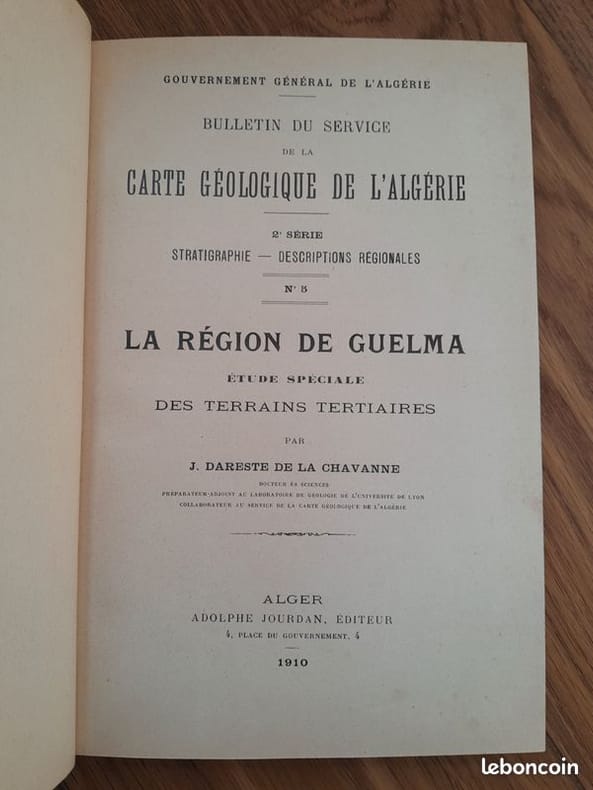 GOUVERNEMENT GÉNÉRAL DE L'ALGÉRIE
BULLETIN DU SERVICE
DE LA
CARTE GÉOLOGIQUE DE L'ALGÉRIE
2e SÉRIE
STRATIGRAPHIE — DESCRIPTIONS RÉGIONALES
N° 5
LA RÉGION DE GUELMA
ÉTUDE SPÉCIALE
DES TERRAINS TERTIAIRES
PAR
J. DARESTE DE LA CHAVANNE
DOCTEUR ÈS SCIENCES
PRÉPARATEUR-ADJOINT AU LABORATOIRE DE GÉOLOGIE DE L'UNIVERSITÉ DE LYON
COLLABORATEUR AU SERVICE DE LA CARTE GÉOLOGIQUE DE L'ALGÉRIE
ALGER
ADOLPHE JOURDAN, ÉDITEUR
4, PLACE DU GOUVERNEMENT, 4
1910
leboncoin